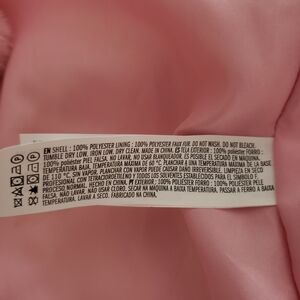 EN SHELL : 100% POLYESTER LINING : 100% POLYESTER FAUX FUR. DO NOT WASH. DO NOT BLEACH.
TUMBLE DRY LOW. IRON LOW. DRY CLEAN. MADE IN CHINA. ES TELA EXTERIOR : 100% poliéster FORRO :
100% poliéster PIEL FALSA. NO LAVAR. NO USAR BLANQUEADOR. ES POSIBLE EL SECADO EN MAQUINA.
TEMPERATURA BAJA. TEMPERATURA MÁXIMA DE 60 °C. PLANCHAR A UNA TEMPERATURA MÁXIMA DE LA BASE
DE 110 °C, SIN VAPOR. PLANCHAR CON VAPOR PUEDE CAUSAR DAÑO IRREVERSIBLE. LIMPIEZA EN SECO
PROFESIONAL CON TETRACLOROETILENO Y TODOS LOS SOLVENTES ESTABLECIDOS PARA EL SÍMBOLO F.
PROCESO NORMAL. HECHO EN CHINA. PT EXTERIOR : 100% poliéster FORRO : 100% poliéster PELE
FALSA. NÃO LAVAR. NÃO USAR CLORO. SECAR NA MAQUINA A BAIXA TEMPERATURA. PASSAR A FERRO A BAIXA
TEMPERATURA. LAVAR A SECO. FABRICADO NA CHINA.